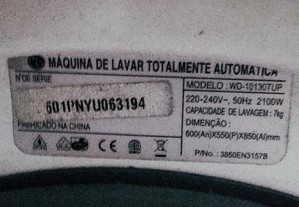 MÁQUINA DE LAVAR TOTALMENTE AUTOMÁTICA
Nº DE SÉRIE
601PNYU063194
FABRICADO NA CHINA
MODELO : WD-10130TUP
220-240V~, 50Hz 2100W
CAPACIDADE DE LAVAGEM : 7kg
DIMENÇÃO :
600(An)X550(P)X850(Al)mm
P/No. : 3850EN3157B